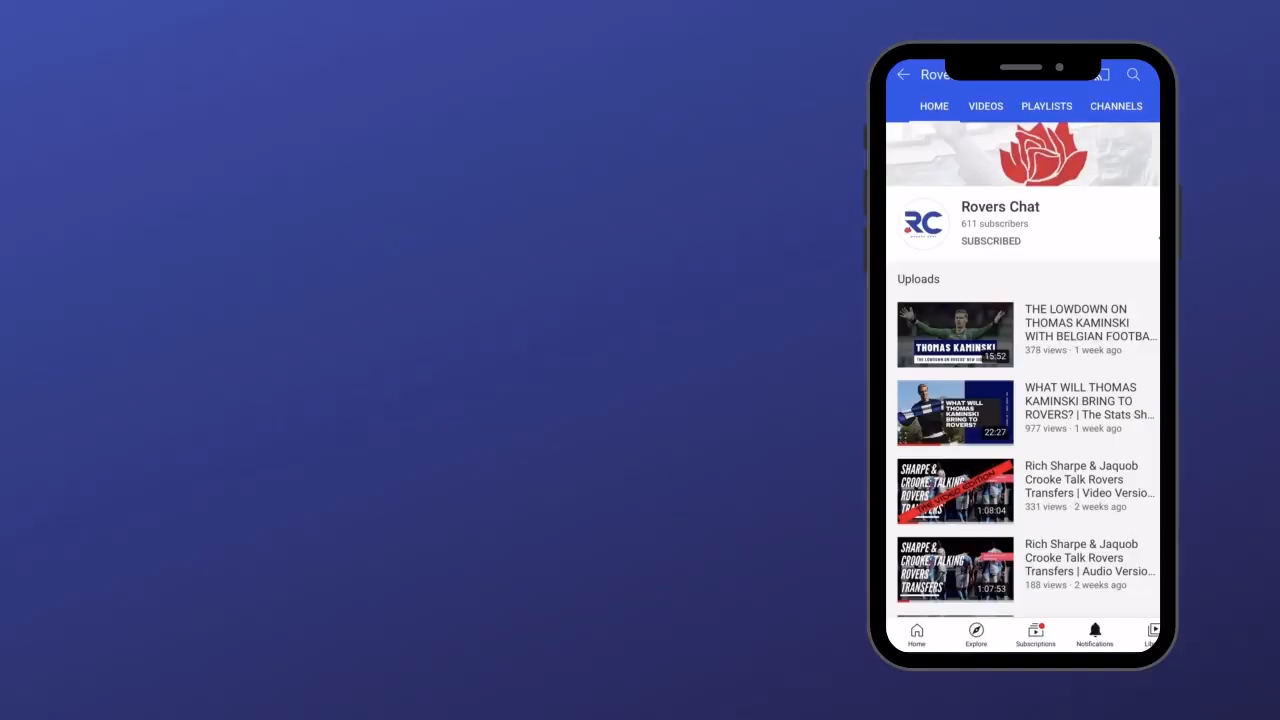 Rove
HOME VIDEOS PLAYLISTS CHANNELS
RC
Rovers Chat
611 subscribers
SUBSCRIBED
Uploads
THOMAS KAMINSKI
15:52
THE LOWDOWN ON
THOMAS KAMINSKI
WITH BELGIAN FOOTBA...
378 views · 1 week ago
WHAT WILL
THOMAS
KAMINSKI
BRING TO
ROVERS?
22:27
WHAT WILL THOMAS
KAMINSKI BRING TO
ROVERS? | The Stats Sh...
977 views · 1 week ago
SHARPE &
CROOKE: TALKING
ROVERS
TRANSFERS
THE VIDEO EDITION
1:08:04
Rich Sharpe & Jaquob
Crooke Talk Rovers
Transfers | Video Versio...
331 views · 2 weeks ago
SHARPE &
CROOKE: TALKING
ROVERS
TRANSFERS
1:07:53
Rich Sharpe & Jaquob
Crooke Talk Rovers
Transfers | Audio Versio...
188 views · 2 weeks ago
Home Explore Subscriptions Notifications